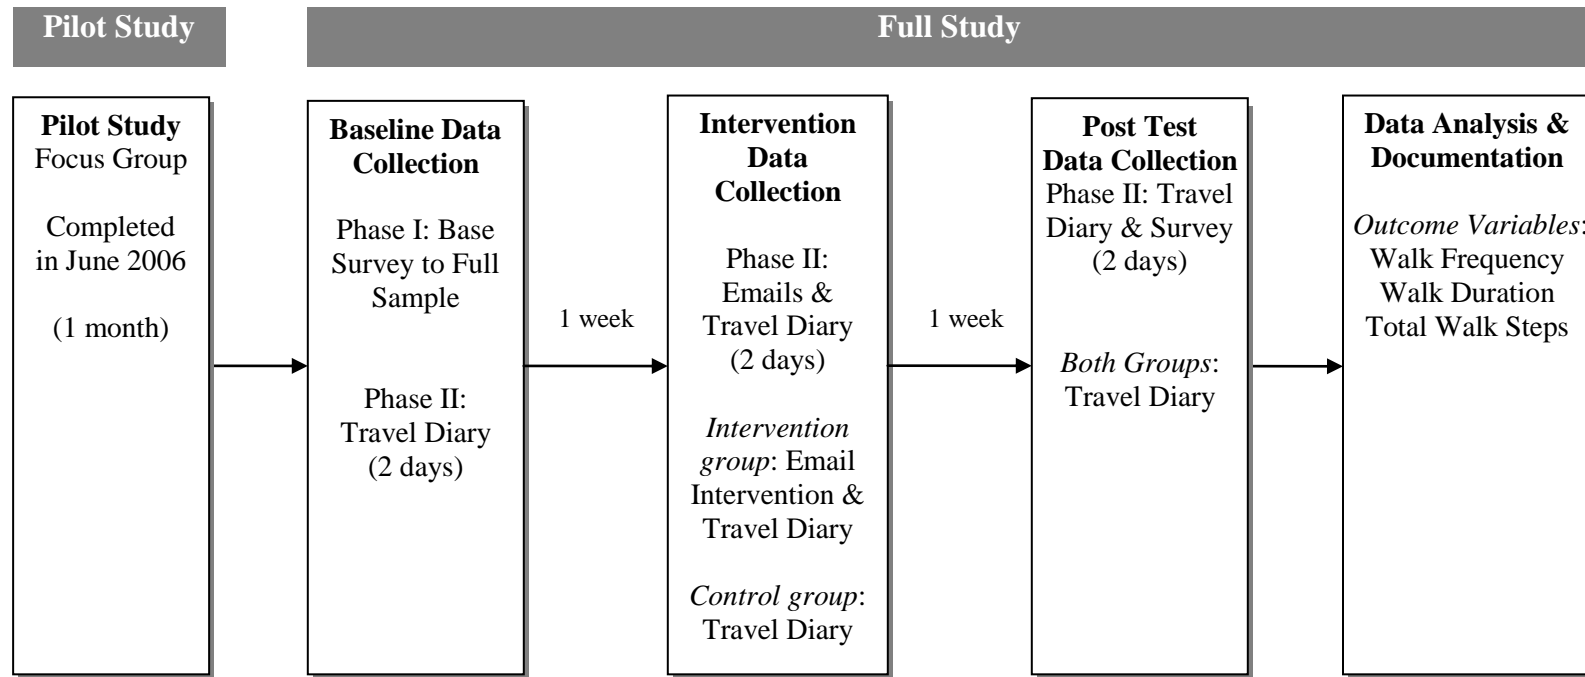 Pilot Study
Full Study
Pilot Study
Focus Group
Completed
in June 2006
(1 month)
Baseline Data
Collection
Phase I: Base
Survey to Full
Sample
Phase II:
Travel Diary
(2 days)
1 week
Intervention
Data
Collection
Phase II:
Emails &
Travel Diary
(2 days)
Intervention
group: Email
Intervention &
Travel Diary
Control group:
Travel Diary
1 week
Post Test
Data Collection
Phase II: Travel
Diary & Survey
(2 days)
Both Groups:
Travel Diary
Data Analysis &
Documentation
Outcome Variables:
Walk Frequency
Walk Duration
Total Walk Steps